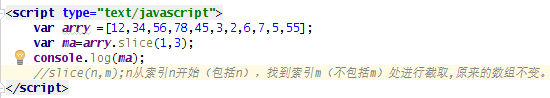 <script type="text/javascript">
var arry =[12,34,56,78,45,3,2,6,7,5,55];
var ma=arry.slice(1,3);
console.log(ma);
//slice(n,m);n从索引n开始（包括n），找到索引m（不包括m）处进行截取,原来的数组不变。
</script>